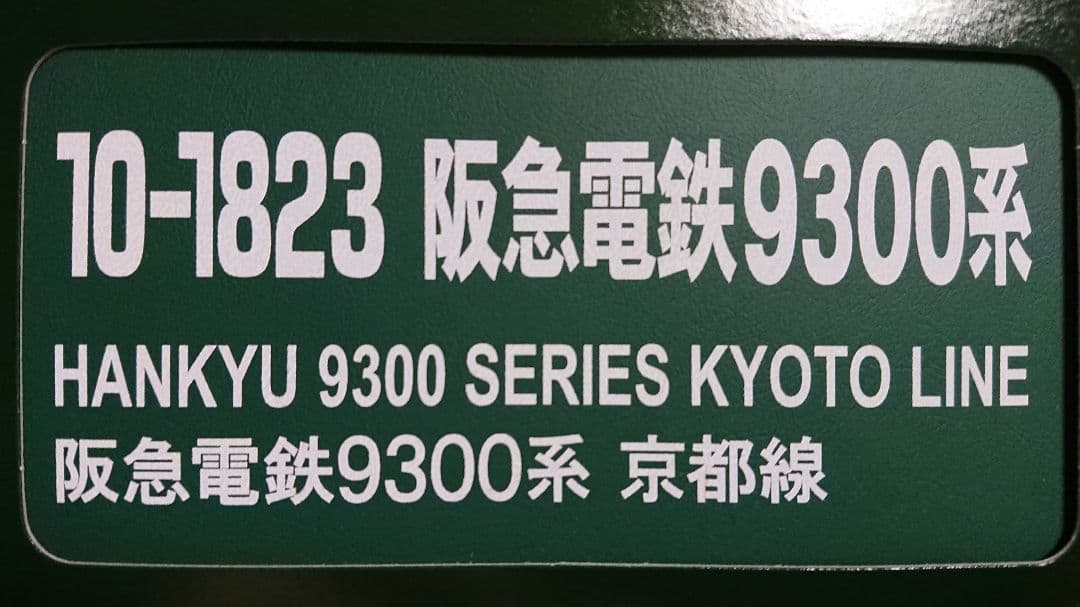 10-1823 阪急電鉄9300系
HANKYU 9300 SERIES KYOTO LINE
阪急電鉄9300系 京都線